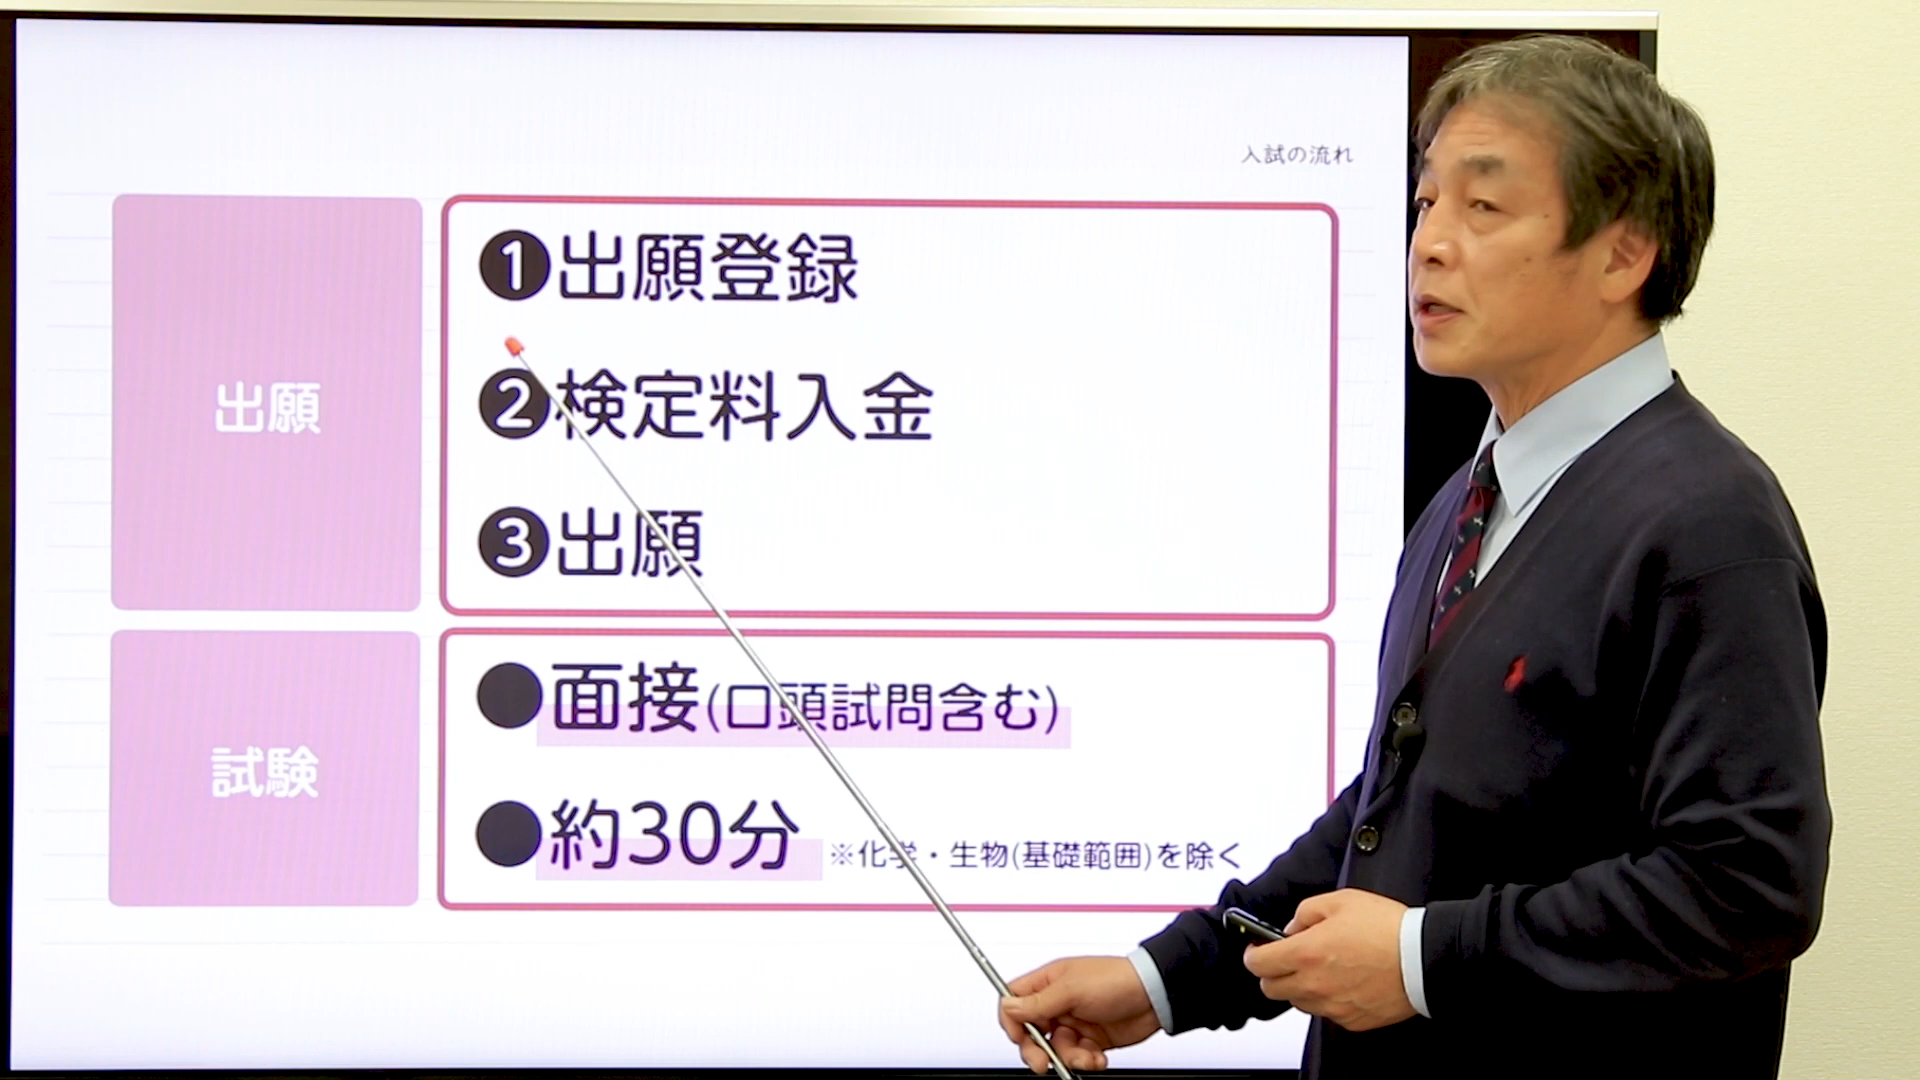 入試の流れ
出願
❶出願登録
❷検定料入金
❸出願
試験
●面接(口頭試問含む)
●約30分 ※化学・生物(基礎範囲)を除く